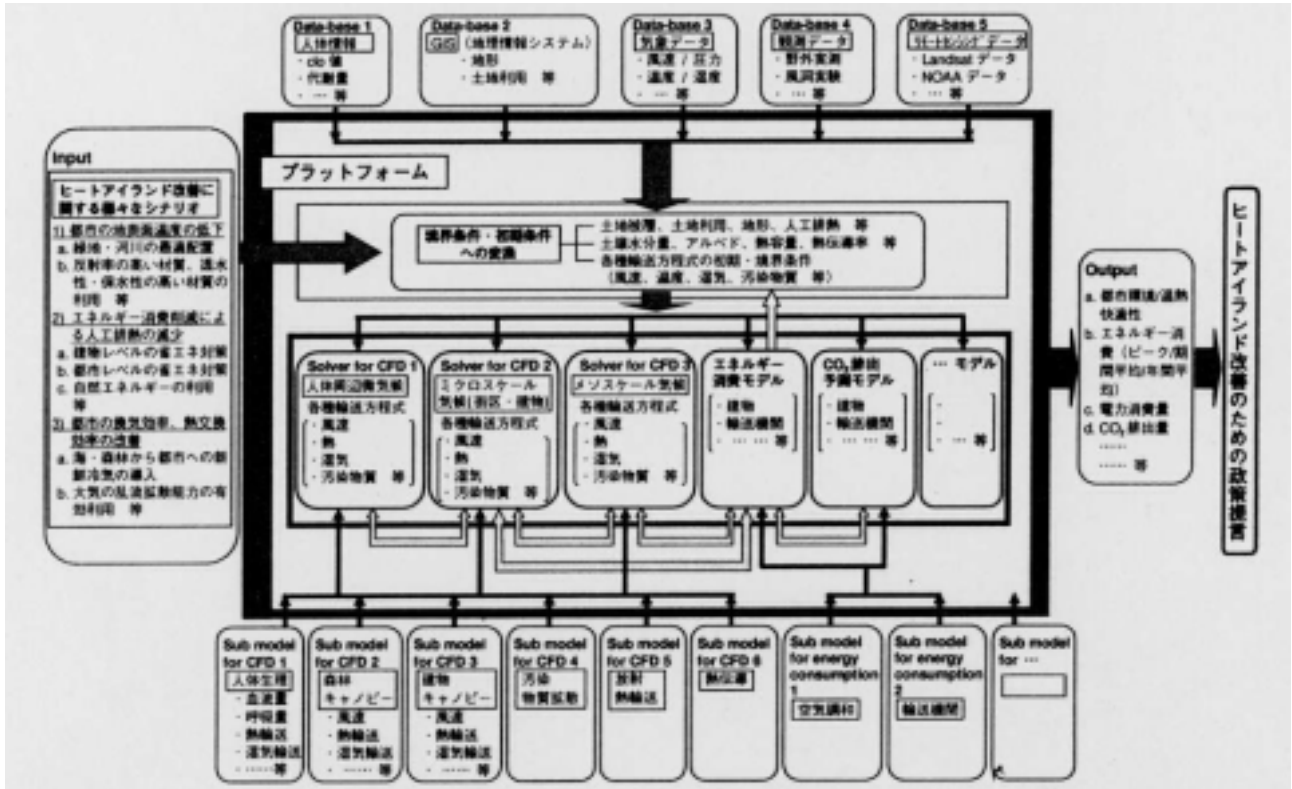 Data-base 1
人体情報
・clo 値
・代謝量
・… 等
Data-base 2
GIS (地理情報システム)
・地形
・土地利用 等
Data-base 3
気象データ
・風速 / 圧力
・温度 / 湿度
・… 等
Data-base 4
観測データ
・野外実測
・風洞実験
・… 等
Data-base 5
リモートセンシング データ
・Landsat データ
・NOAA データ
・… 等
Input
ヒートアイランド改善に
関する様々なシナリオ
1) 都市の地表面温度の低下
a. 緑地・河川の最適配置
b. 反射率の高い材質、透水
性・保水性の高い材質の
利用 等
2) エネルギー消費削減によ
る人工排熱の減少
a. 建物レベルの省エネ対策
b. 都市レベルの省エネ対策
c. 自然エネルギーの利用
等
3) 都市の換気効率、熱交換
効率の改善
a. 海・森林から都市への新
鮮冷気の導入
b. 大気の乱流拡散能力の有
効利用 等
プラットフォーム
境界条件・初期条件
への変換
土地被覆、土地利用、地形、人工排熱 等
土壌水分量、アルベド、熱容量、熱伝導率 等
各種輸送方程式の初期・境界条件
(風速、温度、湿気、汚染物質 等)
Solver for CFD 1
人体周辺微気候
各種輸送方程式
・風速
・熱
・湿気
・汚染物質 等
Solver for CFD 2
ミクロスケール
気候(街区・建物)
各種輸送方程式
・風速
・熱
・湿気
・汚染物質 等
Solver for CFD 3
メソスケール気候
各種輸送方程式
・風速
・熱
・湿気
・汚染物質 等
エネルギー
消費モデル
・建物
・輸送機関
・… … 等
CO₂ 排出
予測モデル
・建物
・輸送機関
・… … 等
… モデル
・
・
・ … 等
Output
a. 都市環境/温熱
快適性
b. エネルギー消
費（ピーク/期
間平均/年間平
均）
c. 電力消費量
d. CO₂ 排出量
……
…… 等
ヒートアイランド改善のための政策提言
Sub model
for CFD 1
人体生理
・血流量
・呼吸量
・熱輸送
・湿気輸送
・……等
Sub model
for CFD 2
森林
キャノピー
・風速
・熱輸送
・湿気輸送
・…… 等
Sub model
for CFD 3
建物
キャノピー
・風速
・熱輸送
・湿気輸送
・…… 等
Sub model
for CFD 4
汚染
物質拡散
Sub model
for CFD 5
放射
熱輸送
Sub model
for CFD 6
熱伝導
Sub model
for energy
consumption
1
空気調和
Sub model
for energy
consumption
2
輸送機関
Sub model
for …